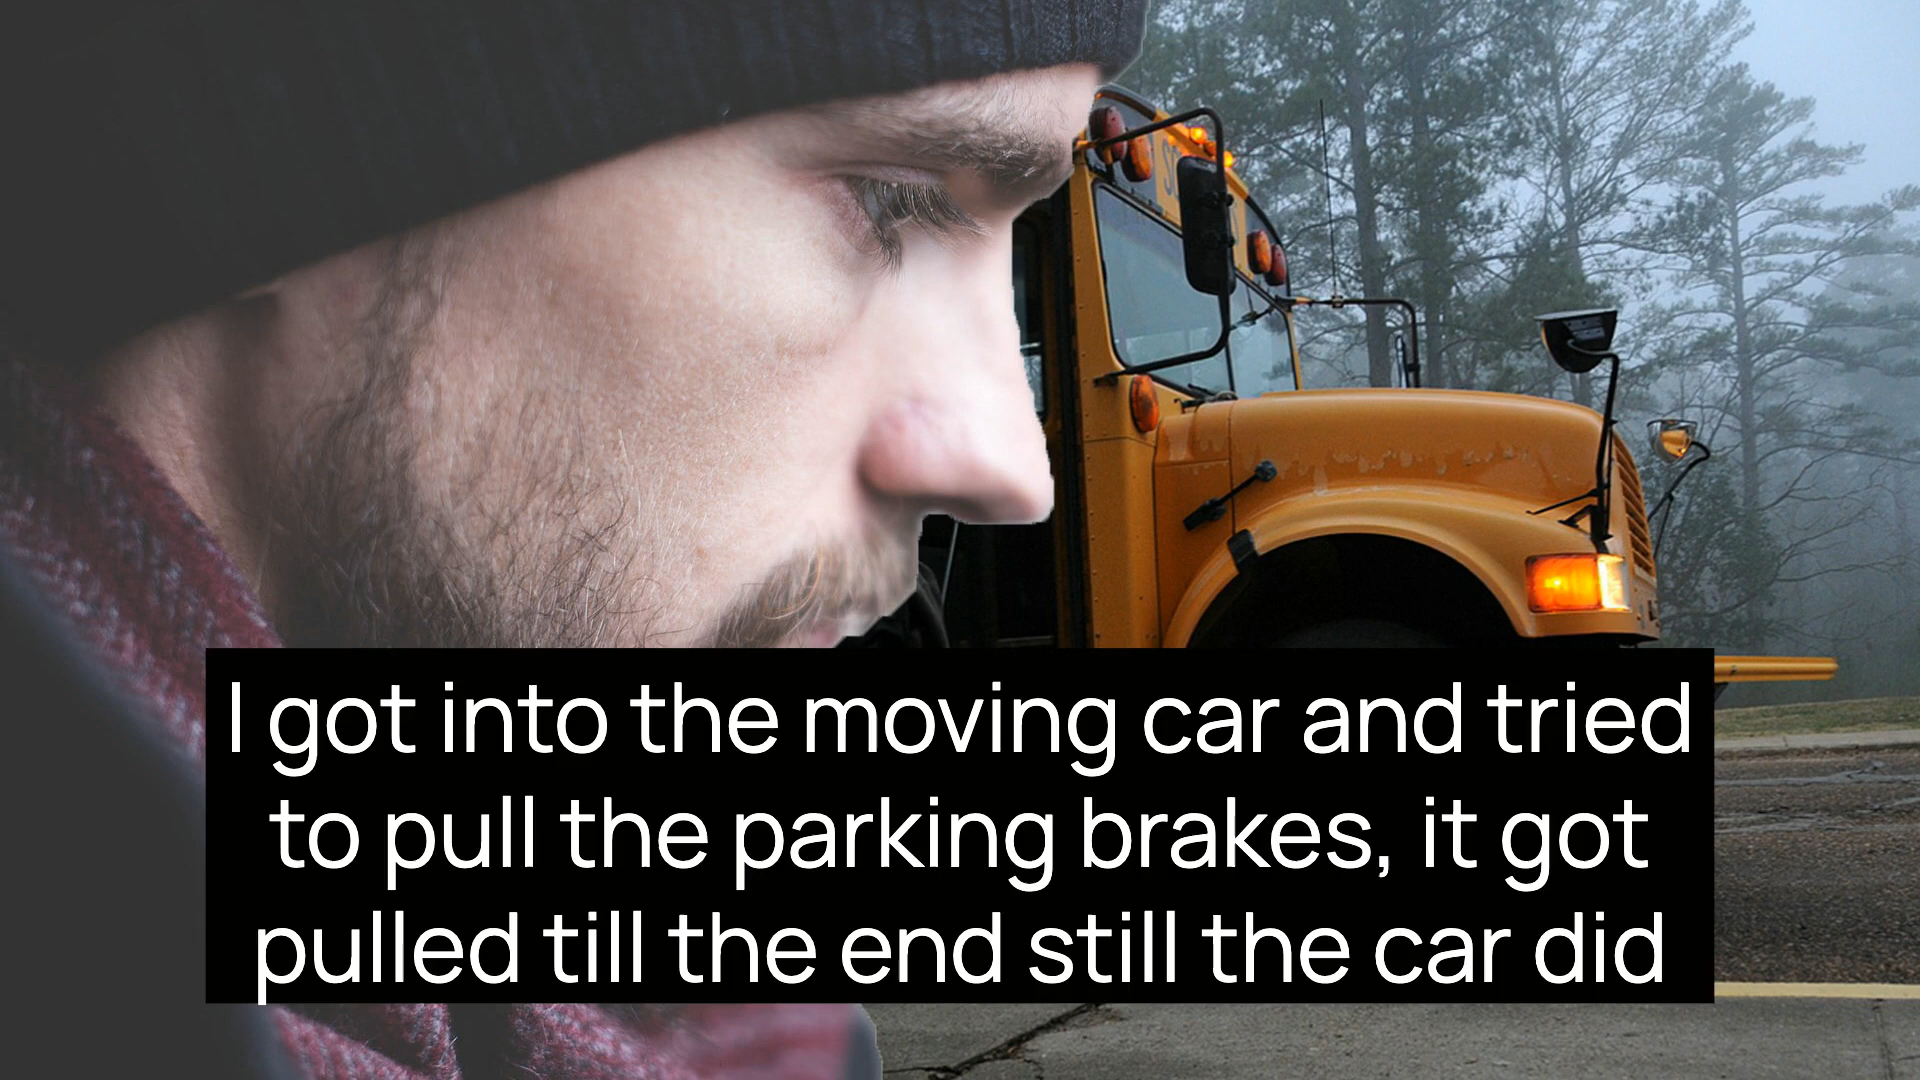 I got into the moving car and tried
to pull the parking brakes, it got
pulled till the end still the car did